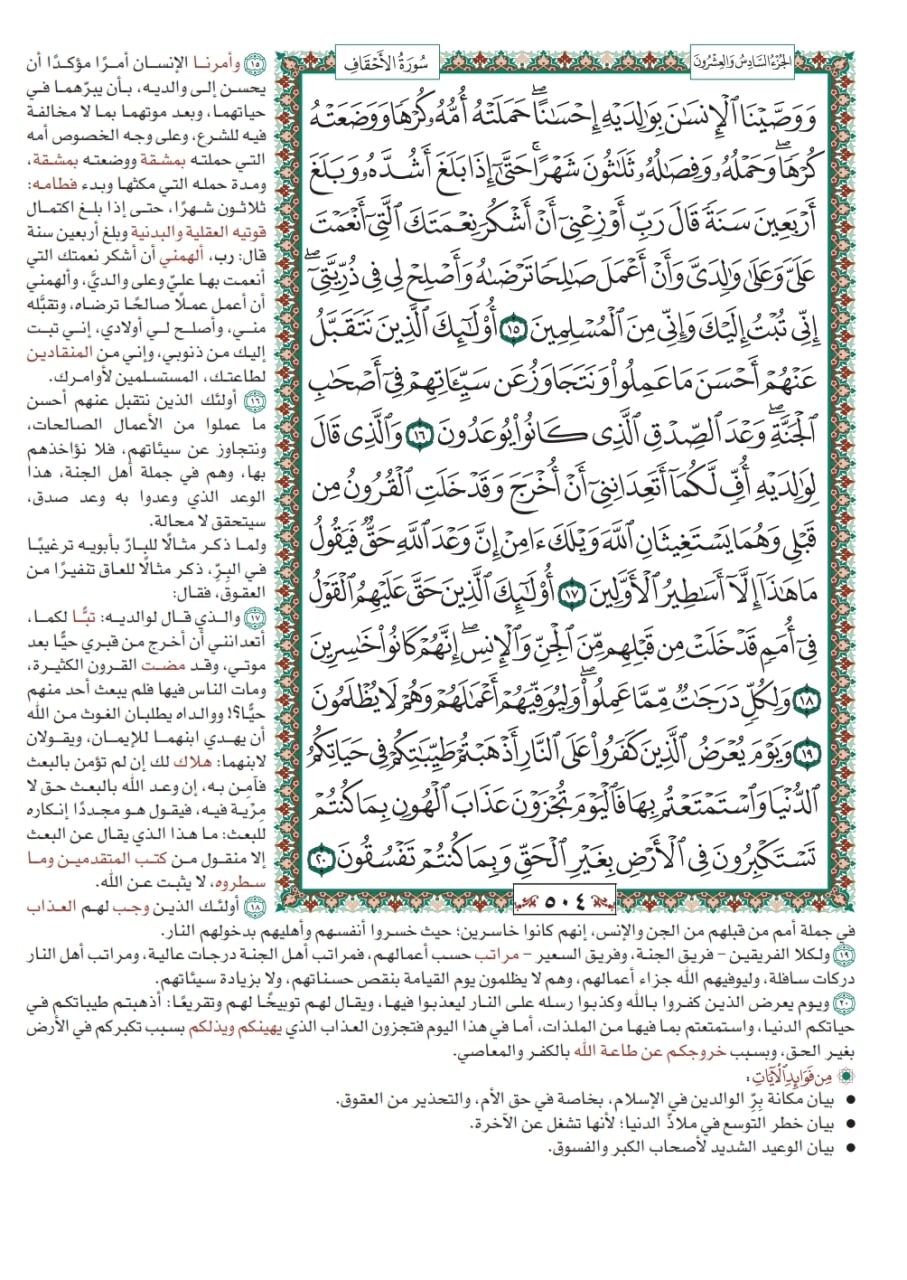 الجُزْءُ السَّادِسُ وَالعِشْرُونَ
سُورَةُ الأَحْقَافِ
وَوَصَّيْنَا ٱلْإِنسَٰنَ بِوَٰلِدَيْهِ إِحْسَٰنًا ۖ حَمَلَتْهُ أُمُّهُۥ كُرْهًا وَوَضَعَتْهُ
كُرْهًا ۖ وَحَمْلُهُۥ وَفِصَٰلُهُۥ ثَلَٰثُونَ شَهْرًا ۚ حَتَّىٰٓ إِذَا بَلَغَ أَشُدَّهُۥ وَبَلَغَ
أَرْبَعِينَ سَنَةً قَالَ رَبِّ أَوْزِعْنِىٓ أَنْ أَشْكُرَ نِعْمَتَكَ ٱلَّتِىٓ أَنْعَمْتَ
عَلَىَّ وَعَلَىٰ وَٰلِدَىَّ وَأَنْ أَعْمَلَ صَٰلِحًا تَرْضَىٰهُ وَأَصْلِحْ لِى فِى ذُرِّيَّتِىٓ ۖ
إِنِّى تُبْتُ إِلَيْكَ وَإِنِّى مِنَ ٱلْمُسْلِمِينَ ١٥ أُو۟لَٰٓئِكَ ٱلَّذِينَ نَتَقَبَّلُ
عَنْهُمْ أَحْسَنَ مَا عَمِلُوا۟ وَنَتَجَاوَزُ عَن سَيِّـَٔاتِهِمْ فِىٓ أَصْحَٰبِ
ٱلْجَنَّةِ ۖ وَعْدَ ٱلصِّدْقِ ٱلَّذِى كَانُوا۟ يُوعَدُونَ ١٦ وَٱلَّذِى قَالَ
لِوَٰلِدَيْهِ أُفٍّ لَّكُمَآ أَتَعِدَانِنِىٓ أَنْ أُخْرَجَ وَقَدْ خَلَتِ ٱلْقُرُونُ مِن
قَبْلِى وَهُمَا يَسْتَغِيثَانِ ٱللَّهَ وَيْلَكَ ءَامِنْ إِنَّ وَعْدَ ٱللَّهِ حَقٌّ فَيَقُولُ
مَا هَٰذَآ إِلَّآ أَسَٰطِيرُ ٱلْأَوَّلِينَ ١٧ أُو۟لَٰٓئِكَ ٱلَّذِينَ حَقَّ عَلَيْهِمُ ٱلْقَوْلُ
فِىٓ أُمَمٍ قَدْ خَلَتْ مِن قَبْلِهِم مِّنَ ٱلْجِنِّ وَٱلْإِنسِ ۖ إِنَّهُمْ كَانُوا۟ خَٰسِرِينَ
١٨ وَلِكُلٍّ دَرَجَٰتٌ مِّمَّا عَمِلُوا۟ ۖ وَلِيُوَفِّيَهُمْ أَعْمَٰلَهُمْ وَهُمْ لَا يُظْلَمُونَ
١٩ وَيَوْمَ يُعْرَضُ ٱلَّذِينَ كَفَرُوا۟ عَلَى ٱلنَّارِ أَذْهَبْتُمْ طَيِّبَٰتِكُمْ فِى حَيَاتِكُمُ
ٱلدُّنْيَا وَٱسْتَمْتَعْتُم بِهَا فَٱلْيَوْمَ تُجْزَوْنَ عَذَابَ ٱلْهُونِ بِمَا كُنتُمْ
تَسْتَكْبِرُونَ فِى ٱلْأَرْضِ بِغَيْرِ ٱلْحَقِّ وَبِمَا كُنتُمْ تَفْسُقُونَ ٢٠
٥٠٤
١٥ وأمرنا الإنسان أمرًا مؤكدًا أن
يحسن إلى والديه، بأن يبرّهما في
حياتهما، وبعد موتهما بما لا مخالفة
فيه للشرع، وعلى وجه الخصوص أمه
التي حملته بمشقة ووضعته بمشقة،
ومدة حمله التي مكثها وبدء فطامه:
ثلاثون شهرًا، حتى إذا بلغ اكتمال
قوتيه العقلية والبدنية وبلغ أربعين سنة
قال: رب، ألهمني أن أشكر نعمتك التي
أنعمت بها عليّ وعلى والديَّ، وألهمني
أن أعمل عملًا صالحًا ترضاه، وتقبَّله
مني، وأصلح لي أولادي، إني تبت
إليك من ذنوبي، وإني من المنقادين
لطاعتك، المستسلمين لأوامرك.
١٦ أولئك الذين نتقبل عنهم أحسن
ما عملوا من الأعمال الصالحات،
ونتجاوز عن سيئاتهم، فلا نؤاخذهم
بها، وهم في جملة أهل الجنة، هذا
الوعد الذي وعدوا به وعد صدق،
سيتحقق لا محالة.
ولما ذكر مثالًا للبارّ بأبويه ترغيبًا
في البِرّ، ذكر مثالًا للعاق تنفيرًا من
العقوق، فقال:
١٧ والذي قال لوالديه: تبًّا لكما،
أتعدانني أن أخرج من قبري حيًّا بعد
موتي، وقد مضت القرون الكثيرة،
ومات الناس فيها فلم يبعث أحد منهم
حيًّا؟! ووالداه يطلبان الغوث من الله
أن يهدي ابنهما للإيمان، ويقولان
لابنهما: هلاك لك إن لم تؤمن بالبعث
فآمِن به، إن وعد الله بالبعث حق لا
مِرْية فيه، فيقول هو مجددًا إنكاره
للبعث: ما هذا الذي يقال عن البعث
إلا منقول من كتب المتقدمين وما
سطروه، لا يثبت عن الله.
١٨ أولئك الذين وجب لهم العذاب
في جملة أمم من قبلهم من الجن والإنس، إنهم كانوا خاسرين؛ حيث خسروا أنفسهم وأهليهم بدخولهم النار.
١٩ ولكلا الفريقين - فريق الجنة، وفريق السعير - مراتب حسب أعمالهم، فمراتب أهل الجنة درجات عالية، ومراتب أهل النار
دركات سافلة، وليوفيهم الله جزاء أعمالهم، وهم لا يظلمون يوم القيامة بنقص حسناتهم، ولا بزيادة سيئاتهم.
٢٠ ويوم يعرض الذين كفروا بالله وكذبوا رسله على النار ليعذبوا فيها، ويقال لهم توبيخًا لهم وتقريعًا: أذهبتم طيباتكم في
حياتكم الدنيا، واستمتعتم بما فيها من الملذات، أما في هذا اليوم فتجزون العذاب الذي يهينكم ويذلكم بسبب تكبركم في الأرض
بغير الحق، وبسبب خروجكم عن طاعة الله بالكفر والمعاصي.
مِن فَوَائِدِ الآيَاتِ:
• بيان مكانة بِرِّ الوالدين في الإسلام، بخاصة في حق الأم، والتحذير من العقوق.
• بيان خطر التوسع في ملاذّ الدنيا؛ لأنها تشغل عن الآخرة.
• بيان الوعيد الشديد لأصحاب الكبر والفسوق.